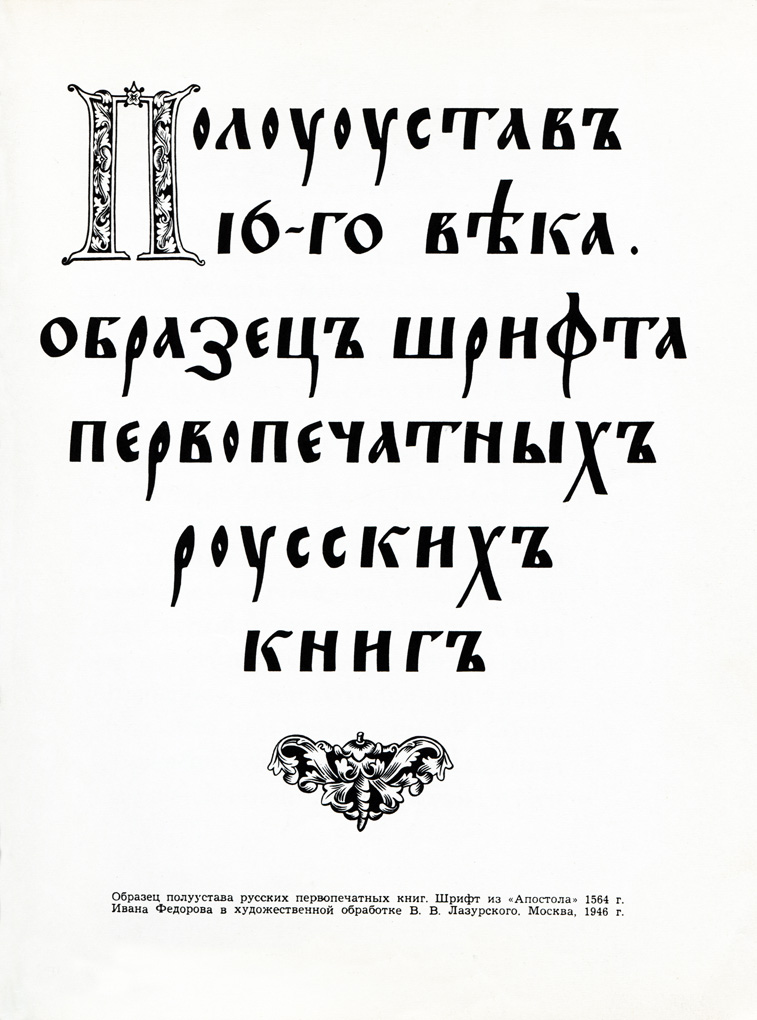 Полоуоуставъ
16-го вѣка.
образецъ шрифта
первопечатныхъ
роусскихъ
книгъ
Образец полуустава русских первопечатных книг. Шрифт из «Апостола» 1564 г.
Ивана Федорова в художественной обработке В. В. Лазурского. Москва, 1946 г.